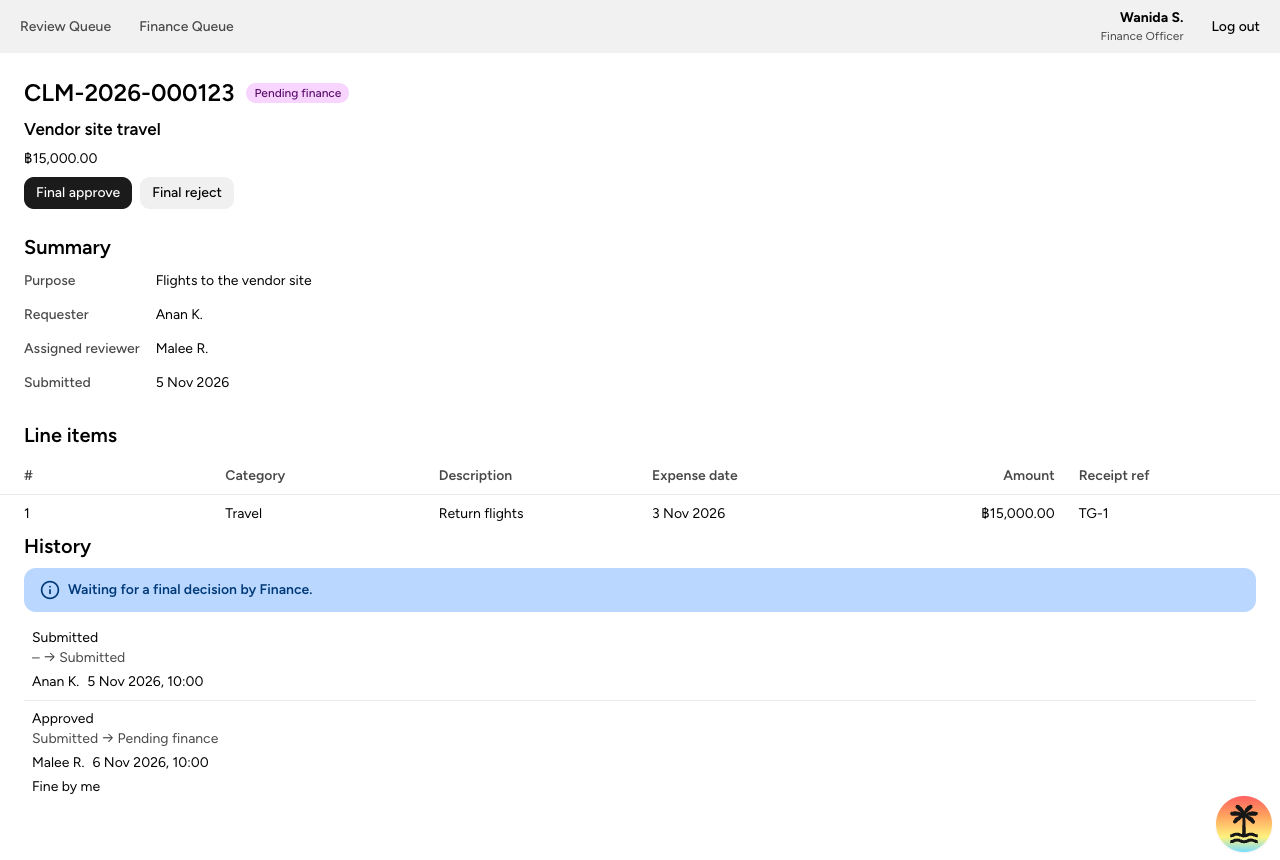 Review Queue Finance Queue Wanida S. Log out
Finance Officer
CLM-2026-000123 Pending finance
Vendor site travel
฿15,000.00
Final approve Final reject
Summary
Purpose Flights to the vendor site
Requester Anan K.
Assigned reviewer Malee R.
Submitted 5 Nov 2026
Line items
# Category Description Expense date Amount Receipt ref
1 Travel Return flights 3 Nov 2026 ฿15,000.00 TG-1
History
Waiting for a final decision by Finance.
Submitted
– → Submitted
Anan K. 5 Nov 2026, 10:00
Approved
Submitted → Pending finance
Malee R. 6 Nov 2026, 10:00
Fine by me